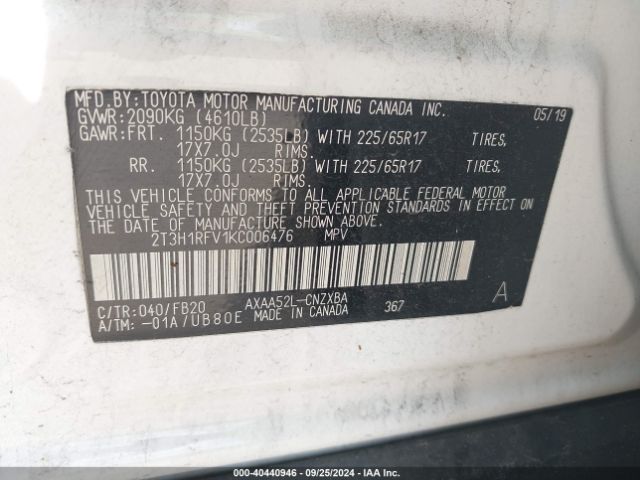 MFD.BY:TOYOTA MOTOR MANUFACTURING CANADA INC. 05/19
GVWR:2090KG (4610LB)
GAWR:FRT. 1150KG (2535LB) WITH 225/65R17 TIRES,
17X7.0J RIMS.
RR. 1150KG (2535LB) WITH 225/65R17 TIRES,
17X7.0J RIMS.
THIS VEHICLE CONFORMS TO ALL APPLICABLE FEDERAL MOTOR
VEHICLE SAFETY AND THEFT PREVENTION STANDARDS IN EFFECT ON
THE DATE OF MANUFACTURE SHOWN ABOVE.
2T3H1RFV1KC006476 MPV
C/TR:040/FB20 AXAA52L-CNZXBA A
A/TM:-01A/UB80E MADE IN CANADA 367
000-40440946 - 09/25/2024 - IAA Inc.